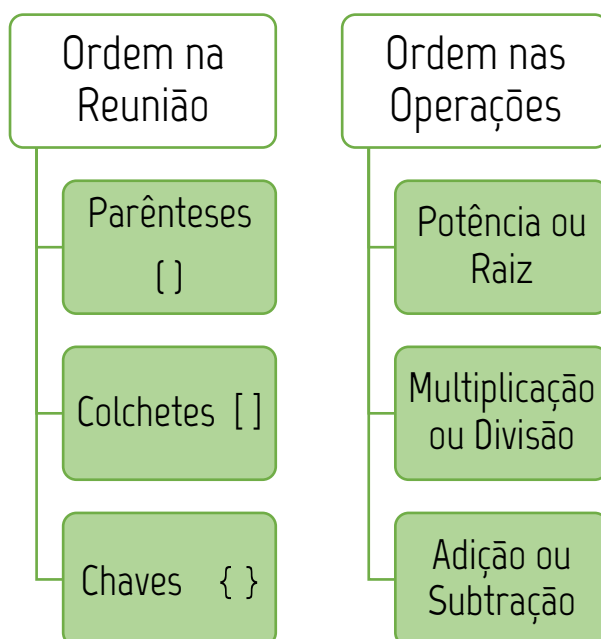 Ordem na
Reunião
Parênteses
( )
Colchetes [ ]
Chaves { }
Ordem nas
Operações
Potência ou
Raiz
Multiplicação
ou Divisão
Adição ou
Subtração